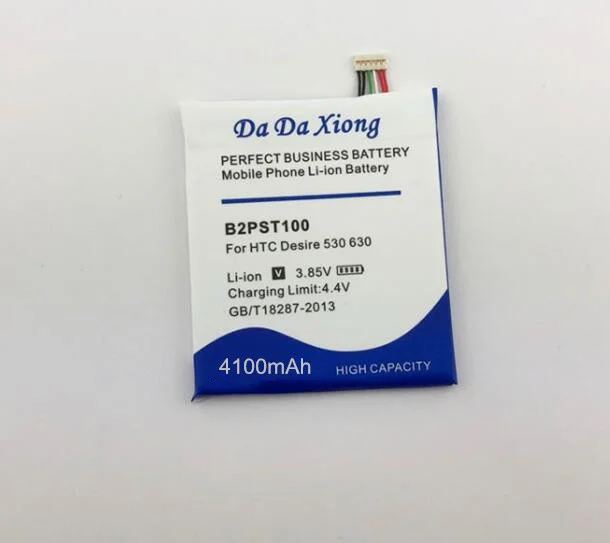 Da Da Xiong
PERFECT BUSINESS BATTERY
Mobile Phone Li-ion Battery
B2PST100
For HTC Desire 530 630
Li-ion V 3.85V
Charging Limit:4.4V
GB/T18287-2013
4100mAh
HIGH CAPACITY